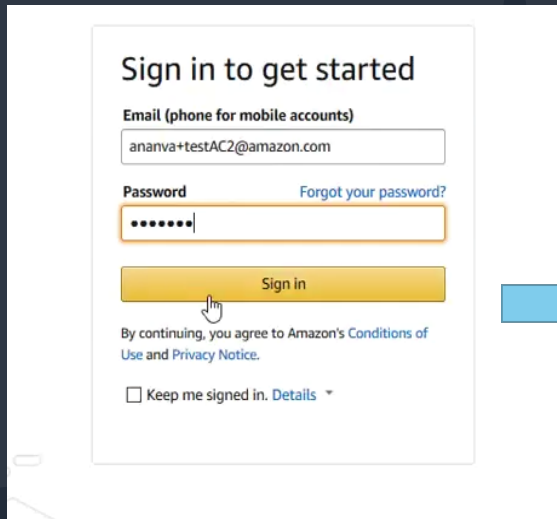 Sign in to get started
Email (phone for mobile accounts)
ananva+testAC2@amazon.com
Password Forgot your password?
•••••••
Sign in
By continuing, you agree to Amazon's Conditions of
Use and Privacy Notice.
Keep me signed in. Details